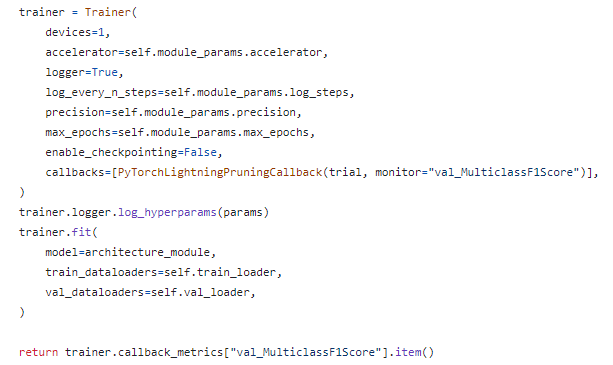 trainer = Trainer(
    devices=1,
    accelerator=self.module_params.accelerator,
    logger=True,
    log_every_n_steps=self.module_params.log_steps,
    precision=self.module_params.precision,
    max_epochs=self.module_params.max_epochs,
    enable_checkpointing=False,
    callbacks=[PyTorchLightningPruningCallback(trial, monitor="val_MulticlassF1Score")],
)
trainer.logger.log_hyperparams(params)
trainer.fit(
    model=architecture_module,
    train_dataloaders=self.train_loader,
    val_dataloaders=self.val_loader,
)
return trainer.callback_metrics["val_MulticlassF1Score"].item()